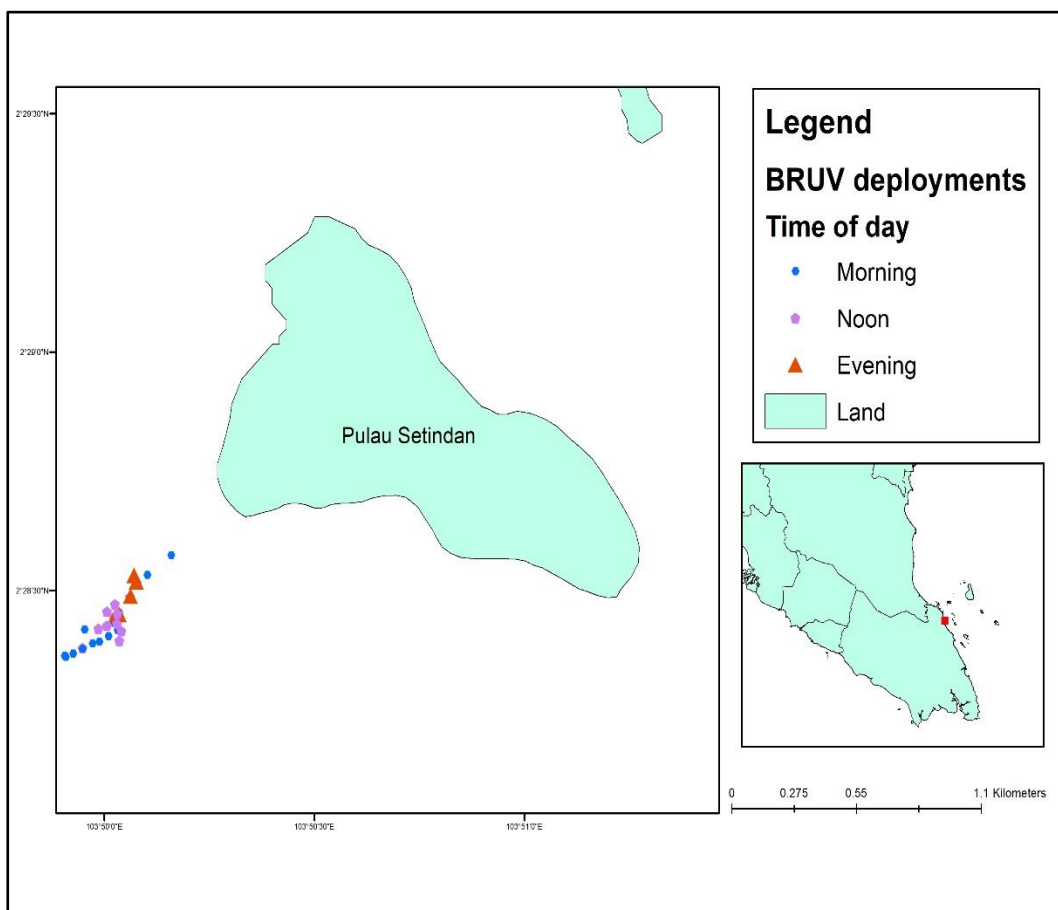 2°29'30"N
2°29'0"N
2°28'30"N
103°50'0"E
103°50'30"E
103°51'0"E
Pulau Setindan
Legend
BRUV deployments
Time of day
Morning
Noon
Evening
Land
0
0.275
0.55
1.1 Kilometers